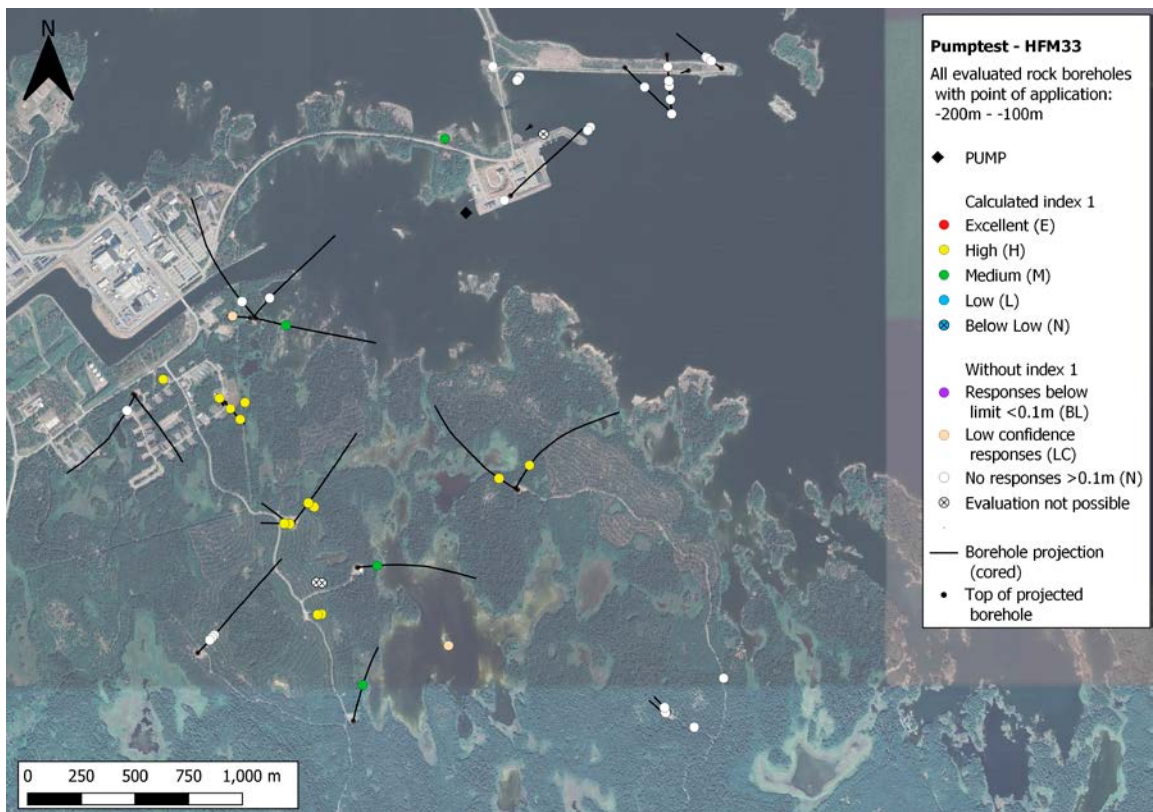 N
Pumptest - HFM33
All evaluated rock boreholes
with point of application:
-200m - -100m
PUMP
Calculated index 1
Excellent (E)
High (H)
Medium (M)
Low (L)
Below Low (N)
Without index 1
Responses below
limit <0.1m (BL)
Low confidence
responses (LC)
No responses >0.1m (N)
Evaluation not possible
Borehole projection
(cored)
Top of projected
borehole
0 250 500 750 1,000 m